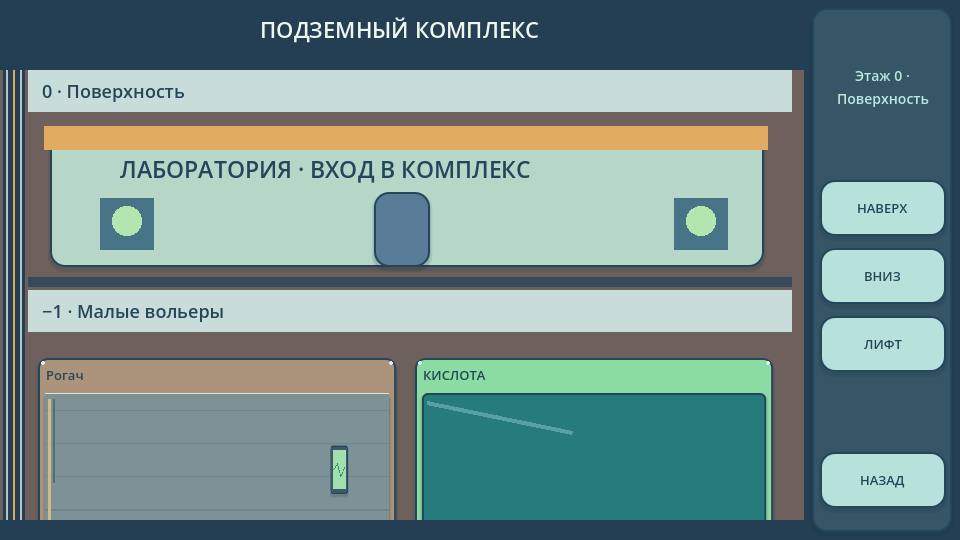 ПОДЗЕМНЫЙ КОМПЛЕКС
Этаж 0 ·
Поверхность
0 · Поверхность
ЛАБОРАТОРИЯ · ВХОД В КОМПЛЕКС
НАВЕРХ
ВНИЗ
ЛИФТ
−1 · Малые вольеры
Рогач
КИСЛОТА
НАЗАД